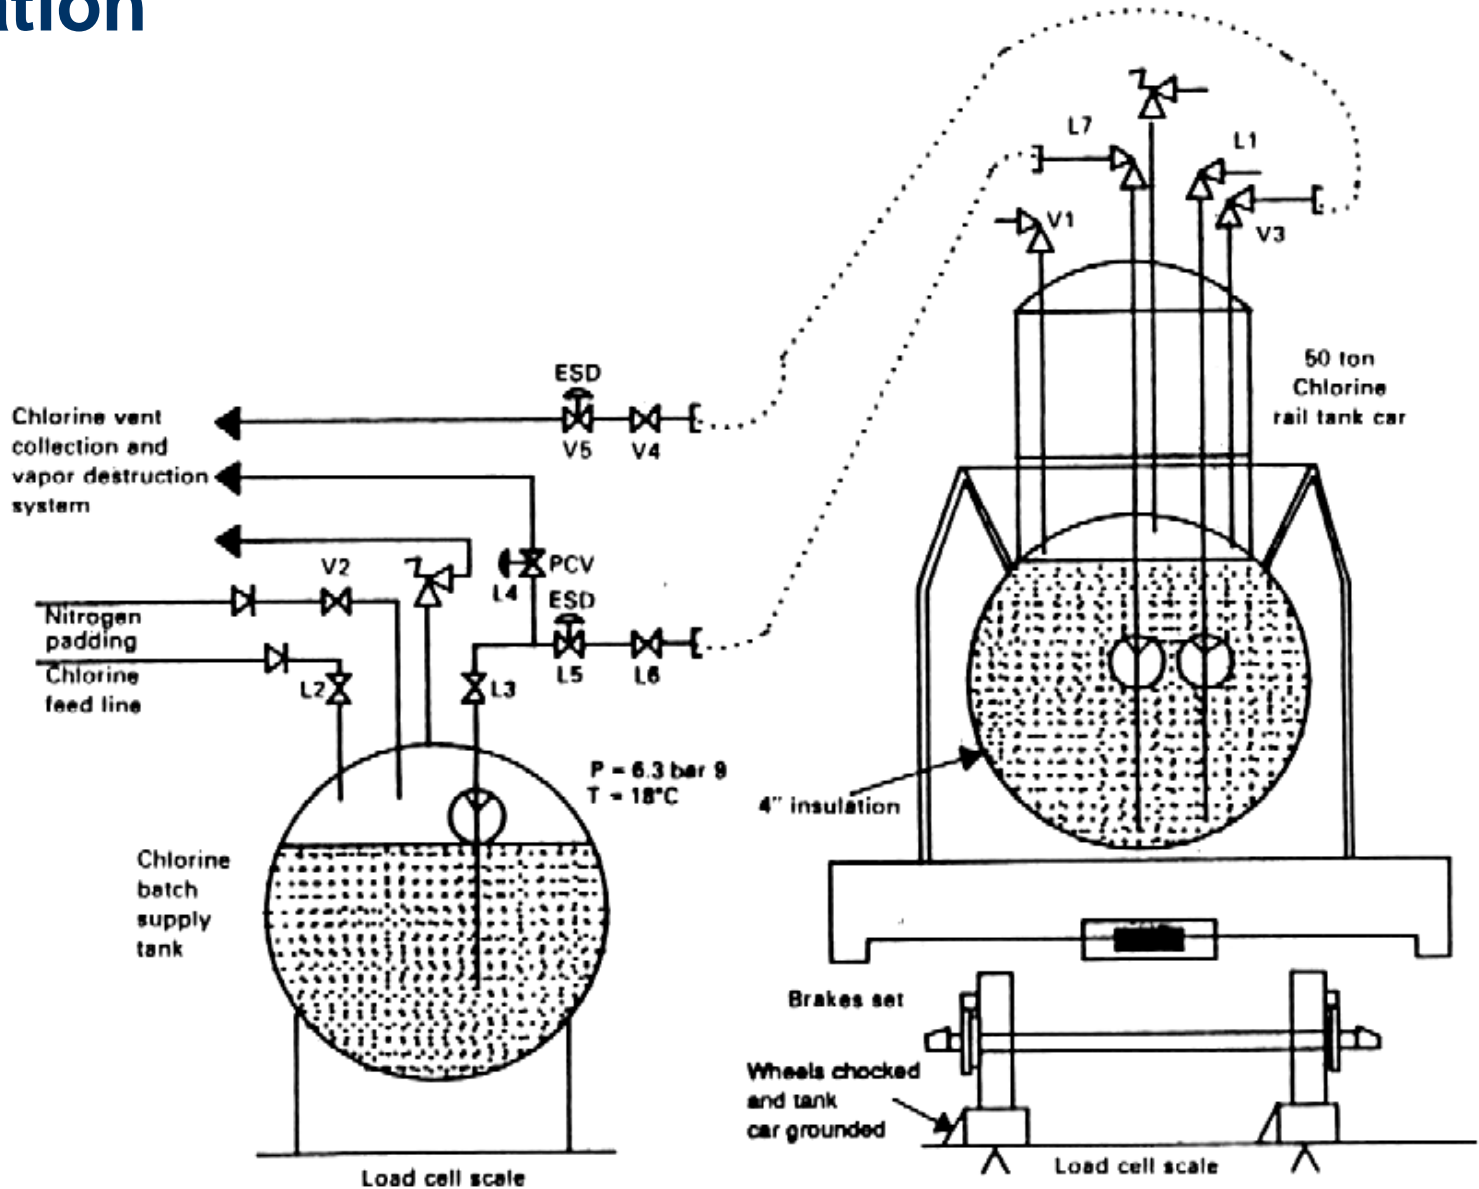 ation
L7
L1
V1
V3
50 ton
Chlorine
rail tank car
ESD
V5
V4
Chlorine vent
collection and
vapor destruction
system
V2
PCV
L4
ESD
L5
L6
Nitrogen
padding
Chlorine
feed line
L2
L3
P = 6.3 bar 9
T = 18°C
4" insulation
Chlorine
batch
supply
tank
Brakes set
Wheels chocked
and tank
car grounded
Load cell scale
Load cell scale